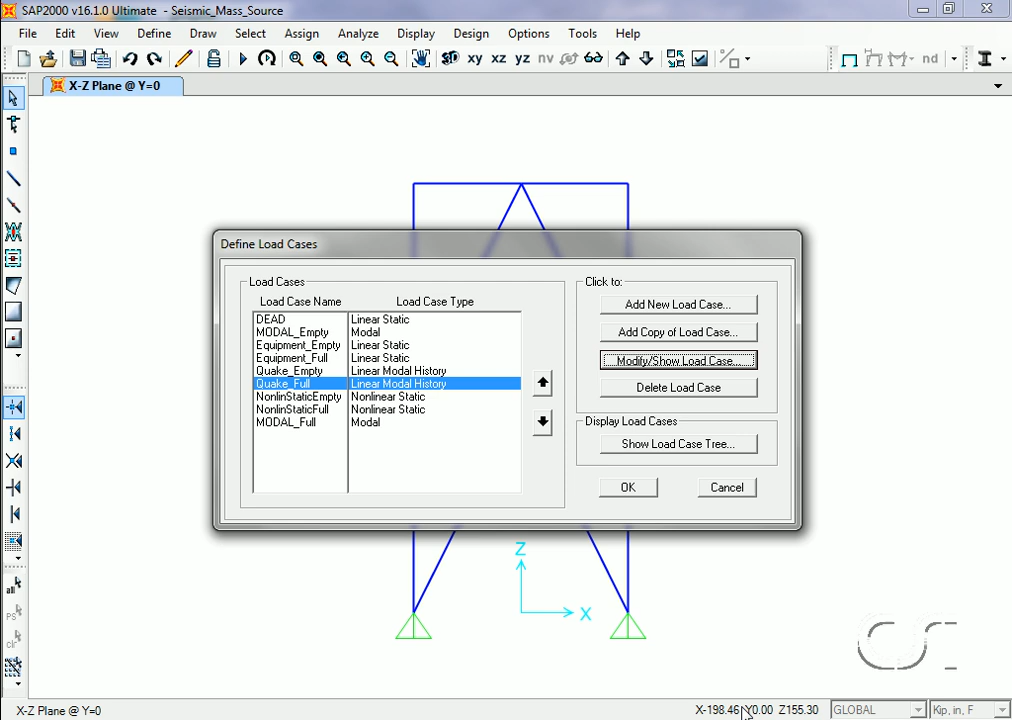 SAP2000 v16.1.0 Ultimate - Seismic_Mass_Source
File Edit View Define Draw Select Assign Analyze Display Design Options Tools Help
3D xy xz yz nv nd
X-Z Plane @ Y=0
Define Load Cases
Load Cases
Load Case Name Load Case Type
DEAD Linear Static
MODAL_Empty Modal
Equipment_Empty Linear Static
Equipment_Full Linear Static
Quake_Empty Linear Modal History
Quake_Full Linear Modal History
NonlinStaticEmpty Nonlinear Static
NonlinStaticFull Nonlinear Static
MODAL_Full Modal
Click to:
Add New Load Case...
Add Copy of Load Case...
Modify/Show Load Case...
Delete Load Case
Display Load Cases
Show Load Case Tree...
OK Cancel
all
PS
clr
Z
X
CSI
X-Z Plane @ Y=0 X-198.46 Y0.00 Z155.30 GLOBAL Kip, in, F